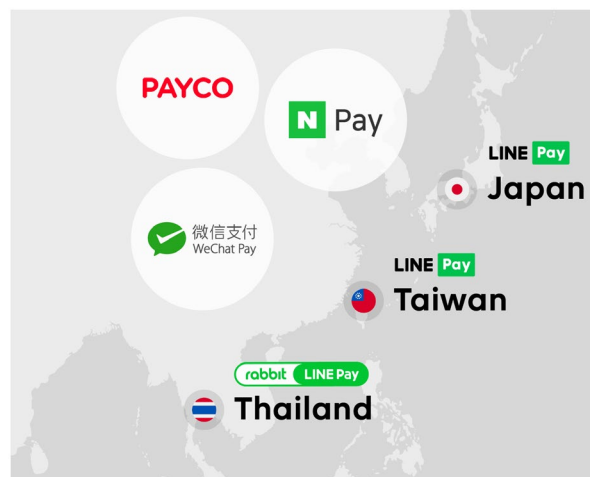 PAYCO
N Pay
LINE Pay
Japan
微信支付
WeChat Pay
LINE Pay
Taiwan
rabbit LINE Pay
Thailand